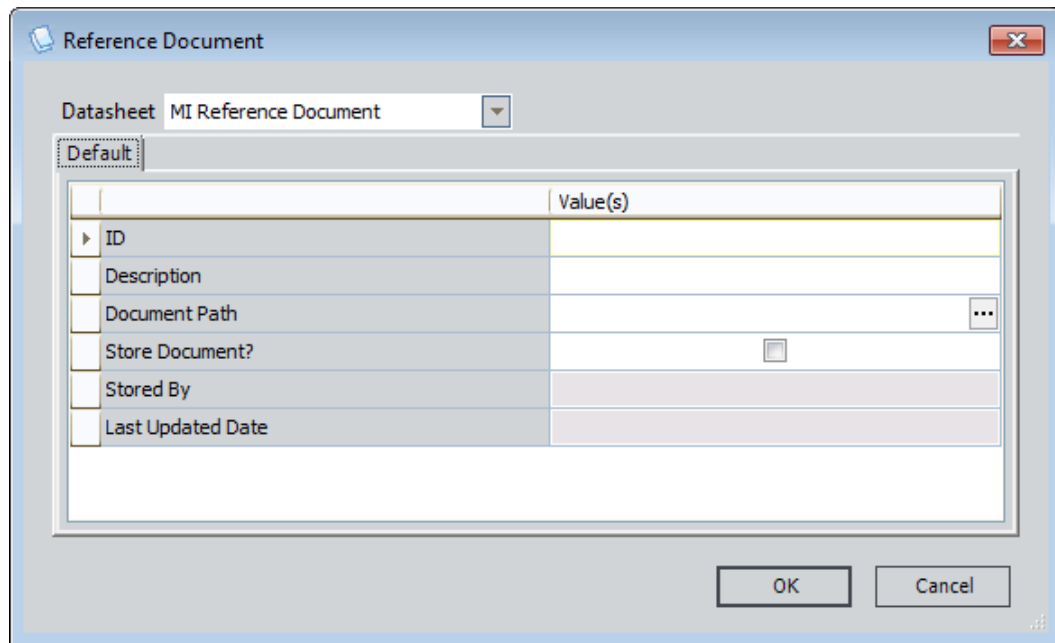 Reference Document
Datasheet MI Reference Document
Default
Value(s)
ID
Description
Document Path
...
Store Document?
Stored By
Last Updated Date
OK Cancel